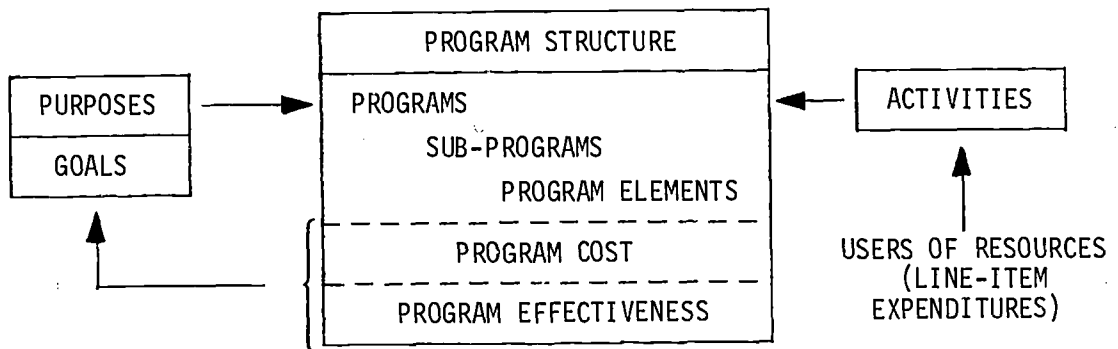 PROGRAM STRUCTURE
PURPOSES
GOALS
PROGRAMS
SUB-PROGRAMS
PROGRAM ELEMENTS
PROGRAM COST
PROGRAM EFFECTIVENESS
ACTIVITIES
USERS OF RESOURCES
(LINE-ITEM
EXPENDITURES)